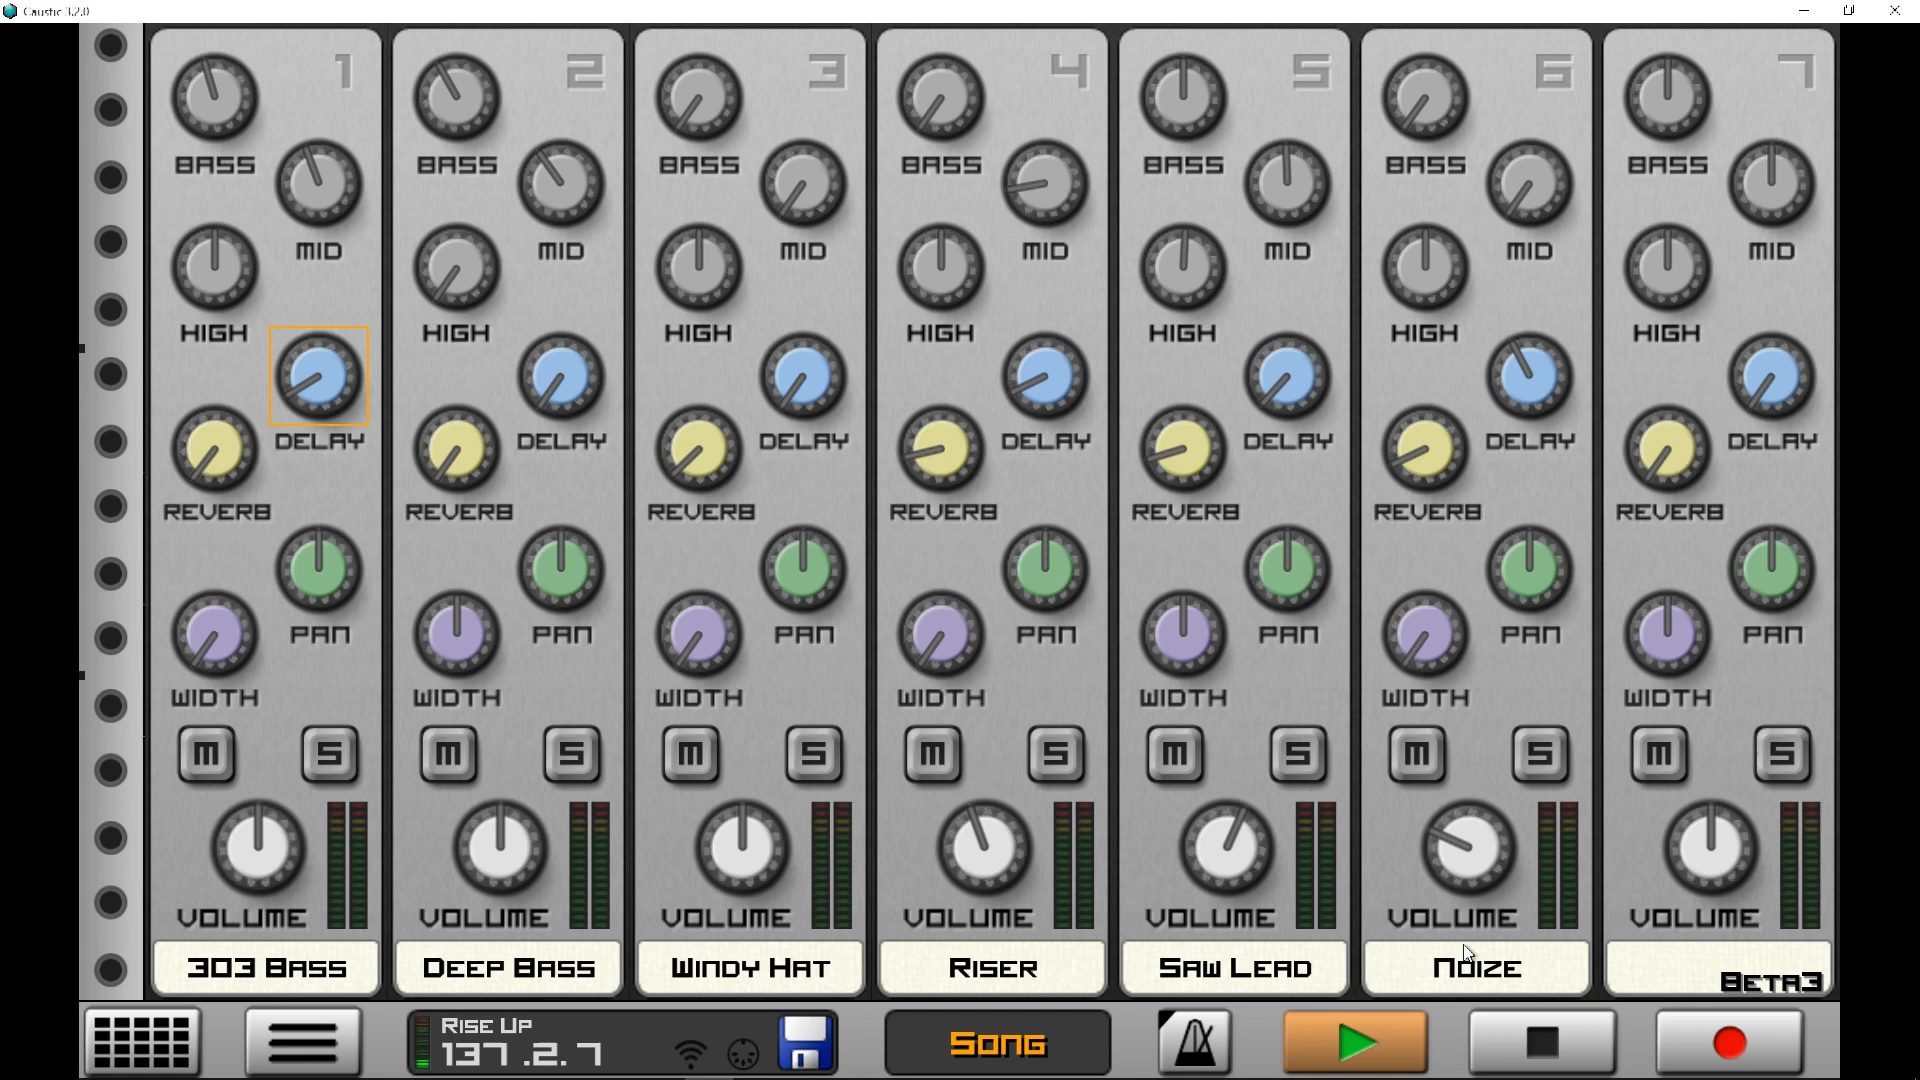 Caustic 3.2.0
1 2 3 4 5 6 7
BASS BASS BASS BASS BASS BASS BASS
MID MID MID MID MID MID MID
HIGH HIGH HIGH HIGH HIGH HIGH HIGH
DELAY DELAY DELAY DELAY DELAY DELAY DELAY
REVERB REVERB REVERB REVERB REVERB REVERB REVERB
PAN PAN PAN PAN PAN PAN PAN
WIDTH WIDTH WIDTH WIDTH WIDTH WIDTH WIDTH
M S M S M S M S M S M S M S
VOLUME VOLUME VOLUME VOLUME VOLUME VOLUME VOLUME
303 BASS DEEP BASS WINDY HAT RISER SAW LEAD NOIZE
BETA3
RISE UP
137 .2. 7
SONG